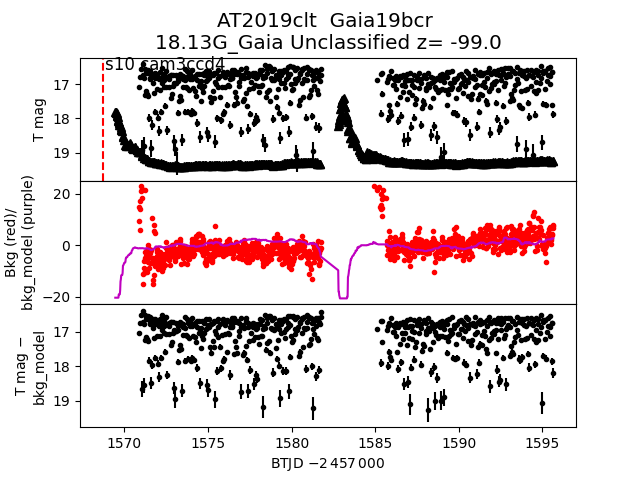 AT2019clt  Gaia19bcr
18.13G_Gaia Unclassified z= -99.0
s10 cam3ccd4
17
18
19
T mag
20
0
−20
Bkg (red)/
bkg_model (purple)
17
18
19
T mag −
bkg_model
1570 1575 1580 1585 1590 1595
BTJD −2 457 000